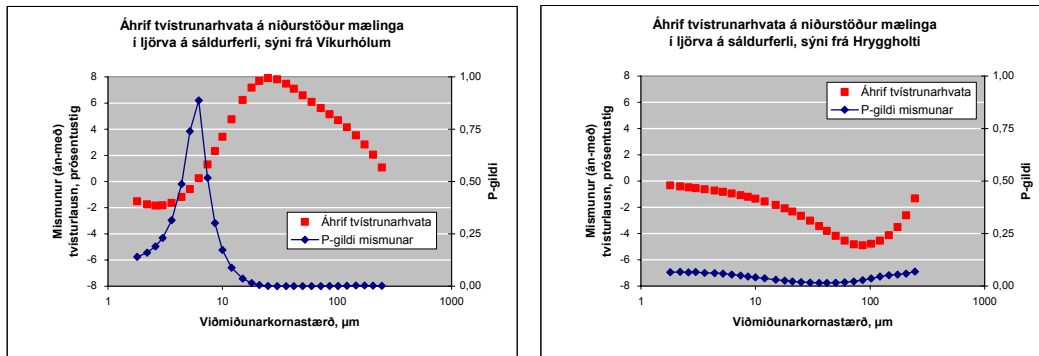 Áhrif tvístrunarhvata á niðurstöður mælinga
í ljörva á sáldurferli, sýni frá Víkurhólum
Mismunur (án-með)
tvísturlausn, prósentustig
8
6
4
2
0
-2
-4
-6
-8
1,00
0,75
0,50
0,25
0,00
P-gildi
Áhrif tvístrunarhvata
P-gildi mismunar
1
10
100
1000
Viðmiðunarkornastærð, µm
Áhrif tvístrunarhvata á niðurstöður mælinga
í ljörva á sáldurferli, sýni frá Hryggholti
Mismunur (án-með)
tvísturlausn, prósentustig
8
6
4
2
0
-2
-4
-6
-8
1,00
0,75
0,50
0,25
0,00
P-gildi
Áhrif tvístrunarhvata
P-gildi mismunar
1
10
100
1000
Viðmiðunarkornastærð, µm